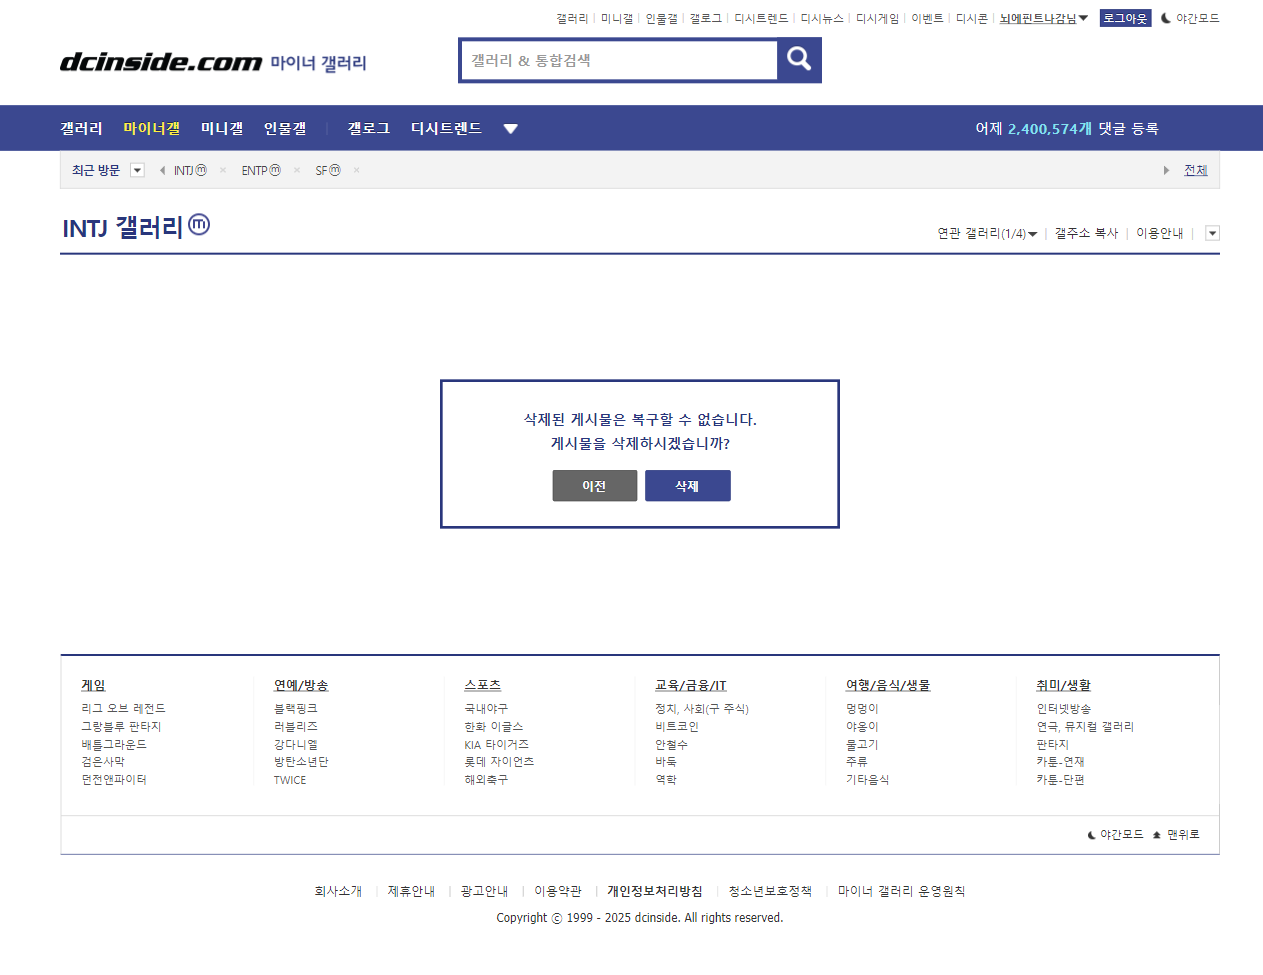 갤러리 미니갤 인물갤 갤로그 디시트렌드 디시뉴스 디시게임 이벤트 디시콘 뇌에핀트나감님 로그아웃 야간모드
dcinside.com 마이너 갤러리
갤러리 & 통합검색
갤러리 마이너갤 미니갤 인물갤 갤로그 디시트렌드 어제 2,400,574개 댓글 등록
최근 방문 INTJⓜ × ENTPⓜ × SFⓜ × 전체
INTJ 갤러리ⓜ
연관 갤러리(1/4) 갤주소 복사 이용안내
삭제된 게시물은 복구할 수 없습니다.
게시물을 삭제하시겠습니까?
이전 삭제
게임 연예/방송 스포츠 교육/금융/IT 여행/음식/생물 취미/생활
리그 오브 레전드 블랙핑크 국내야구 정치, 사회(구 주식) 멍멍이 인터넷방송
그랑블루 판타지 러블리즈 한화 이글스 비트코인 야옹이 연극, 뮤지컬 갤러리
배틀그라운드 강다니엘 KIA 타이거즈 안철수 물고기 판타지
검은사막 방탄소년단 롯데 자이언츠 바둑 주류 카툰-연재
던전앤파이터 TWICE 해외축구 역학 기타음식 카툰-단편
야간모드 맨위로
회사소개 제휴안내 광고안내 이용약관 개인정보처리방침 청소년보호정책 마이너 갤러리 운영원칙
Copyright ⓒ 1999 - 2025 dcinside. All rights reserved.